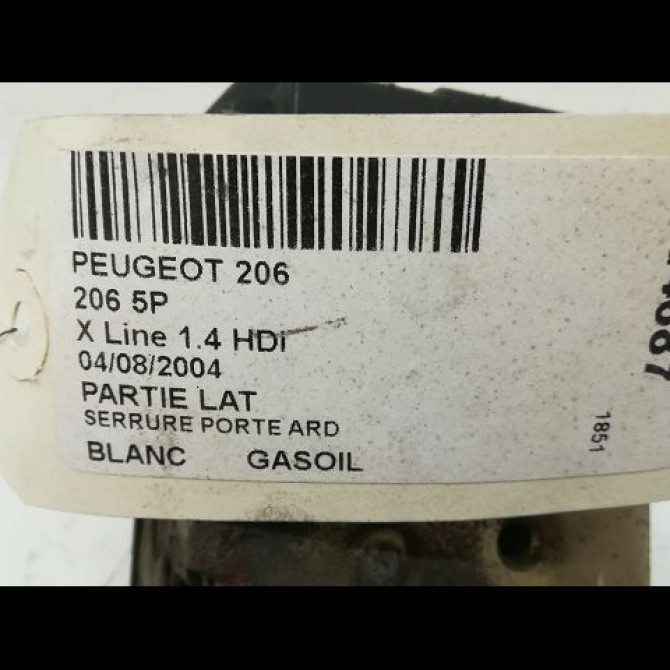 PEUGEOT 206
206 5P
X Line 1.4 HDi
04/08/2004
PARTIE LAT
SERRURE PORTE ARD
BLANC GASOIL
1851